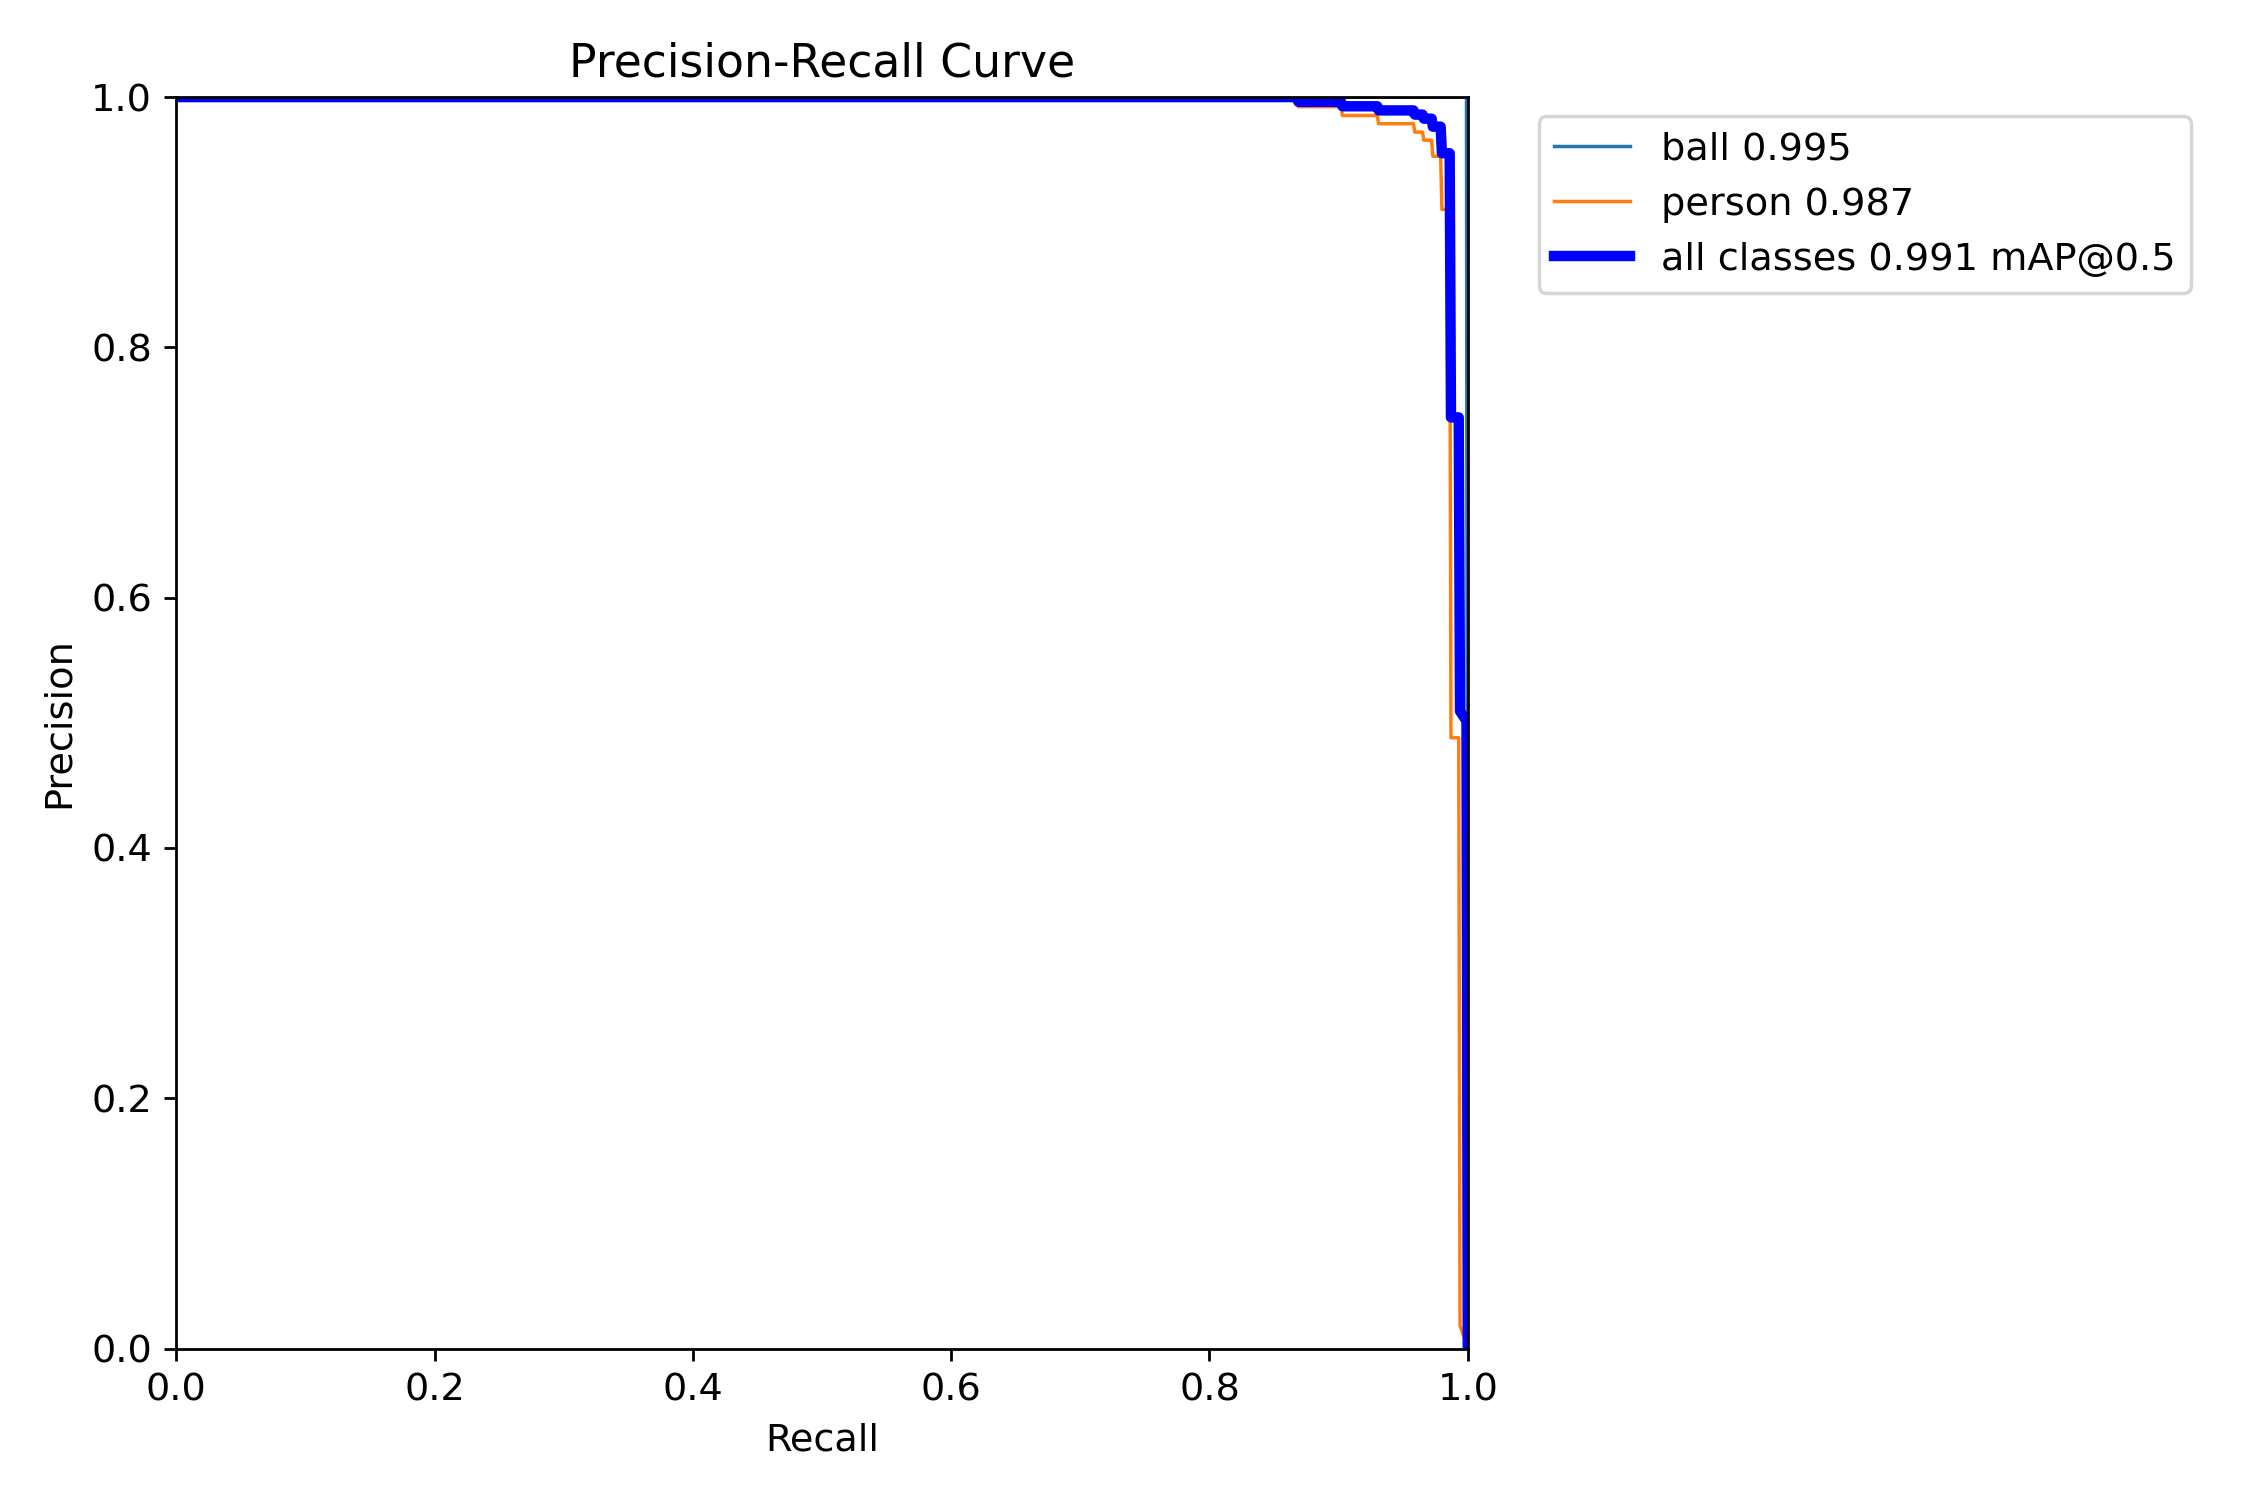 Precision-Recall Curve
1.0
0.8
0.6
0.4
0.2
0.0
Precision
0.0 0.2 0.4 0.6 0.8 1.0
Recall
ball 0.995
person 0.987
all classes 0.991 mAP@0.5